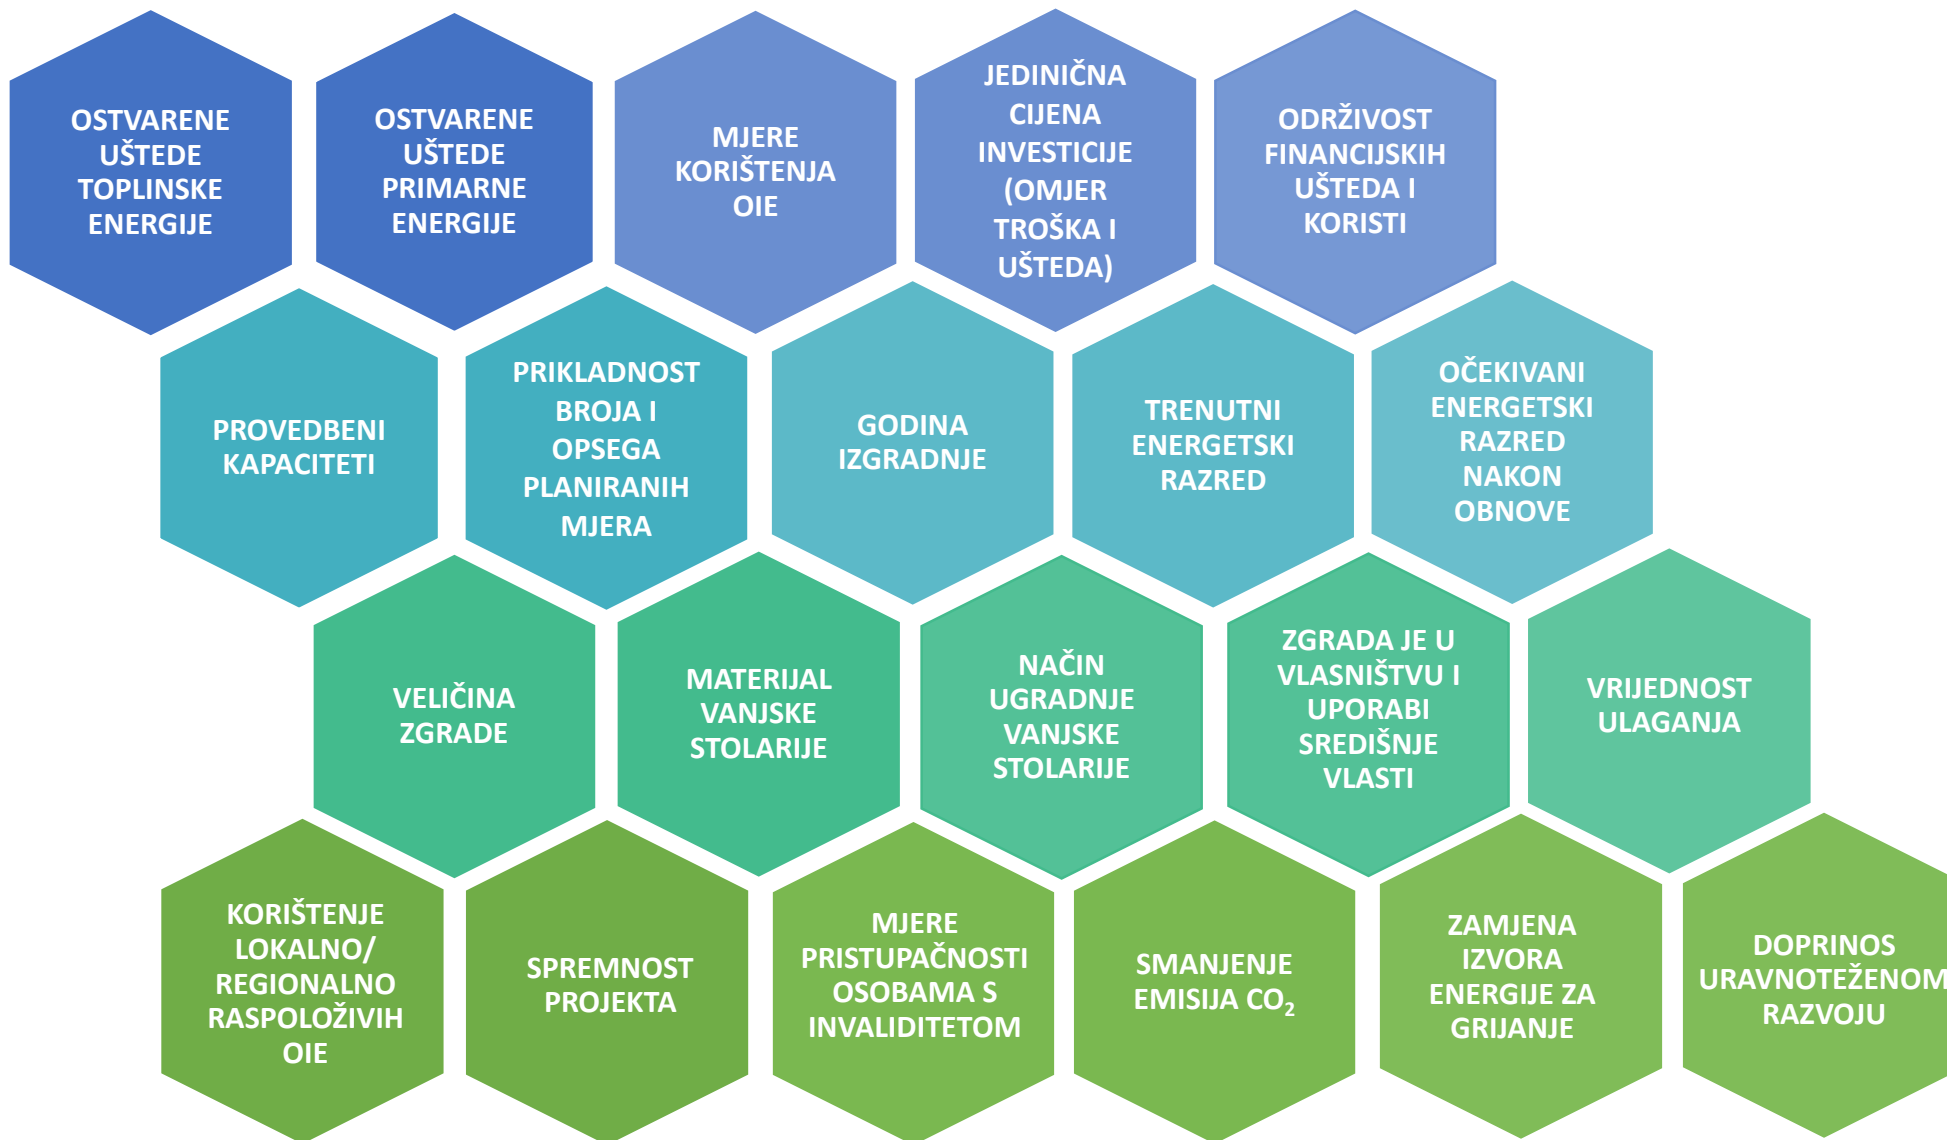 OSTVARENE
UŠTEDE
TOPLINSKE
ENERGIJE
OSTVARENE
UŠTEDE
PRIMARNE
ENERGIJE
MJERE
KORIŠTENJA
OIE
JEDINIČNA
CIJENA
INVESTICIJE
(OMJER
TROŠKA I
UŠTEDA)
ODRŽIVOST
FINANCIJSKIH
UŠTEDA I
KORISTI
PROVEDBENI
KAPACITETI
PRIKLADNOST
BROJA I
OPSEGA
PLANIRANIH
MJERA
GODINA
IZGRADNJE
TRENUTNI
ENERGETSKI
RAZRED
OČEKIVANI
ENERGETSKI
RAZRED
NAKON
OBNOVE
VELIČINA
ZGRADE
MATERIJAL
VANJSKE
STOLARIJE
NAČIN
UGRADNJE
VANJSKE
STOLARIJE
ZGRADA JE U
VLASNIŠTVU I
UPORABI
SREDIŠNJE
VLASTI
VRIJEDNOST
ULAGANJA
KORIŠTENJE
LOKALNO/
REGIONALNO
RASPOLOŽIVIH
OIE
SPREMNOST
PROJEKTA
MJERE
PRISTUPAČNOSTI
OSOBAMA S
INVALIDITETOM
SMANJENJE
EMISIJA CO₂
ZAMJENA
IZVORA
ENERGIJE ZA
GRIJANJE
DOPRINOS
URAVNOTEŽENOM
RAZVOJU